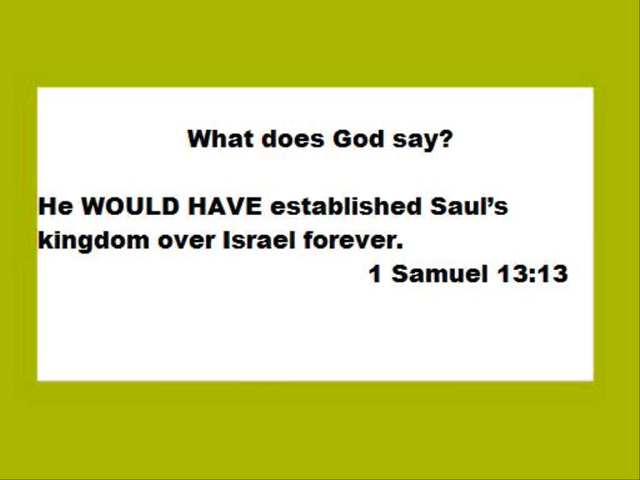 What does God say?
He WOULD HAVE established Saul’s
kingdom over Israel forever.
1 Samuel 13:13